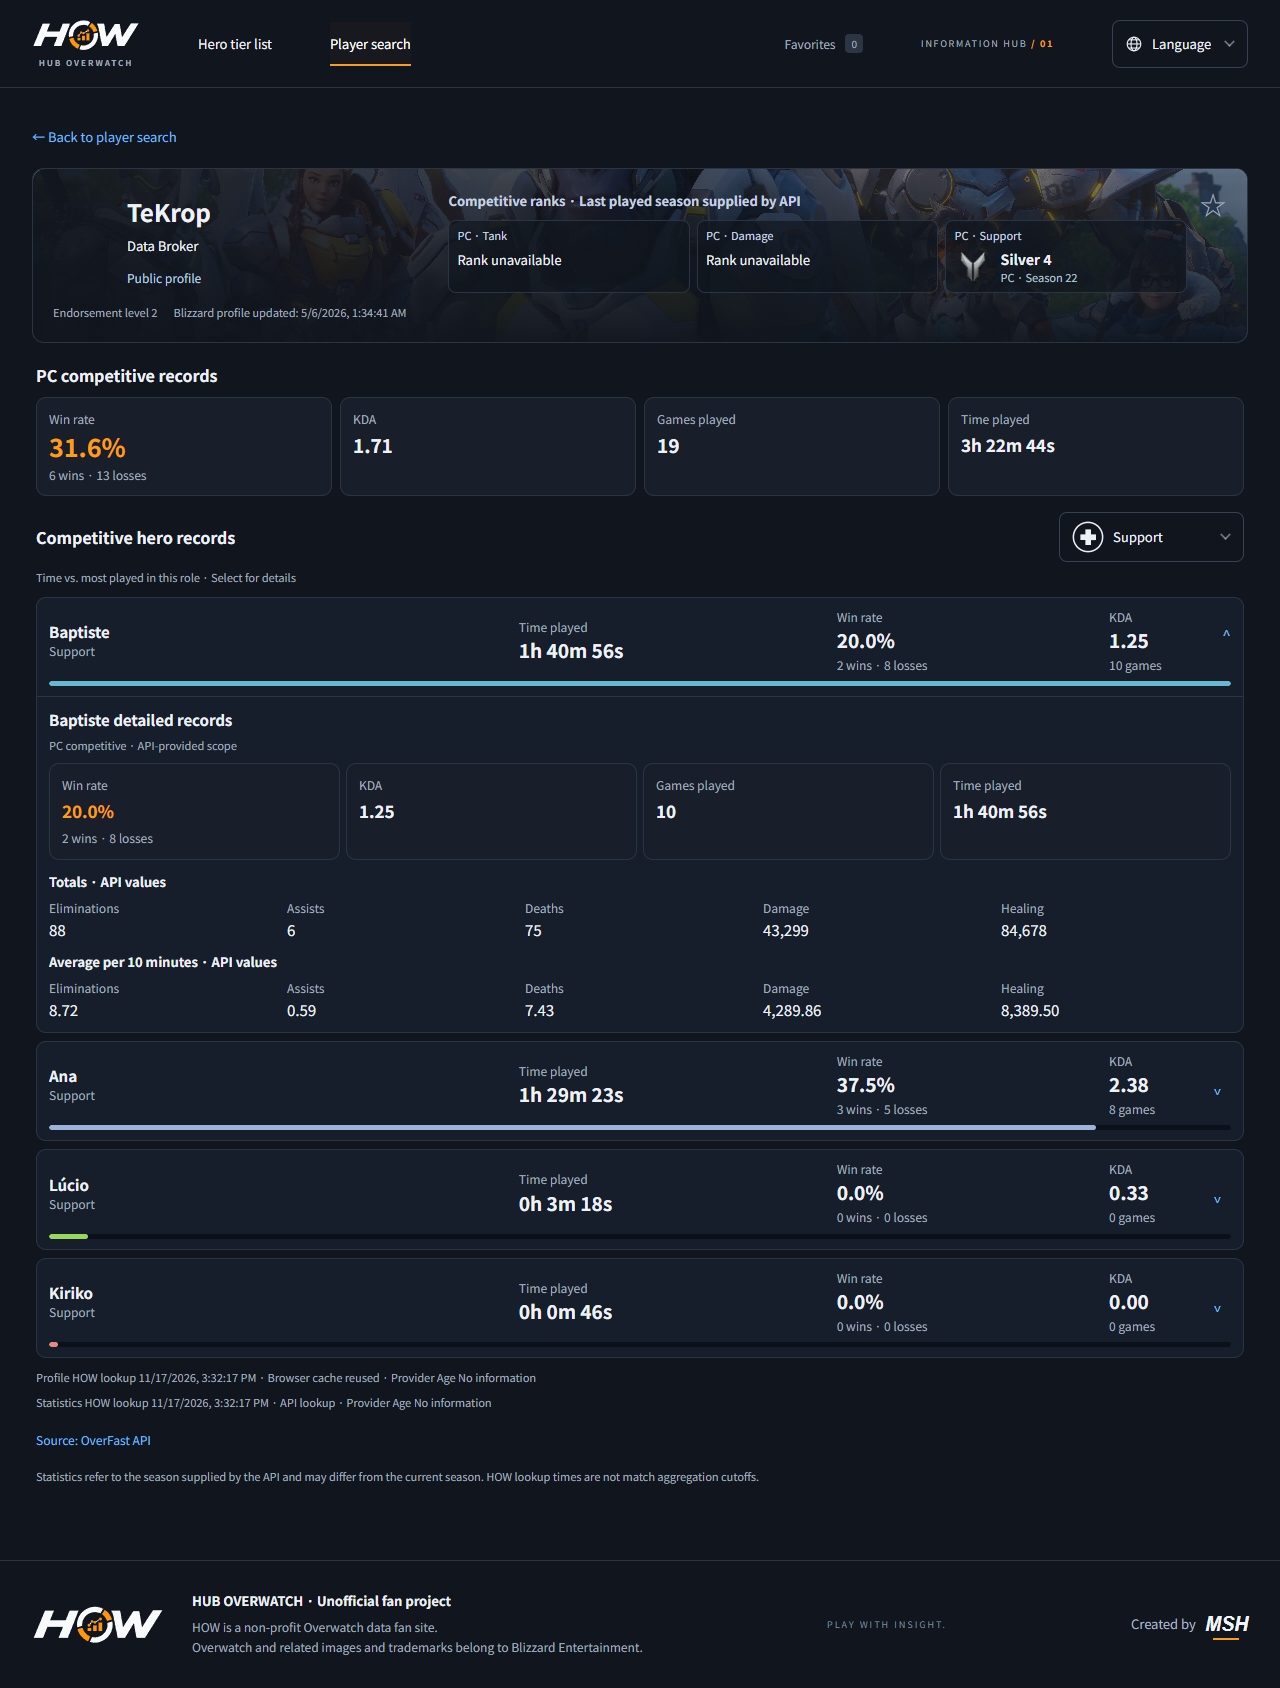 HOW
HUB OVERWATCH
Hero tier list
Player search
Favorites 0
INFORMATION HUB / 01
Language
← Back to player search
TeKrop
Data Broker
Public profile
Endorsement level 2 Blizzard profile updated: 5/6/2026, 1:34:41 AM
Competitive ranks · Last played season supplied by API
PC · Tank
Rank unavailable
PC · Damage
Rank unavailable
PC · Support
Silver 4
PC · Season 22
PC competitive records
Win rate
31.6%
6 wins · 13 losses
KDA
1.71
Games played
19
Time played
3h 22m 44s
Competitive hero records
Support
Time vs. most played in this role · Select for details
Baptiste
Support
Time played
1h 40m 56s
Win rate
20.0%
2 wins · 8 losses
KDA
1.25
10 games
Baptiste detailed records
PC competitive · API-provided scope
Win rate
20.0%
2 wins · 8 losses
KDA
1.25
Games played
10
Time played
1h 40m 56s
Totals · API values
Eliminations Assists Deaths Damage Healing
88 6 75 43,299 84,678
Average per 10 minutes · API values
Eliminations Assists Deaths Damage Healing
8.72 0.59 7.43 4,289.86 8,389.50
Ana
Support
Time played
1h 29m 23s
Win rate
37.5%
3 wins · 5 losses
KDA
2.38
8 games
Lúcio
Support
Time played
0h 3m 18s
Win rate
0.0%
0 wins · 0 losses
KDA
0.33
0 games
Kiriko
Support
Time played
0h 0m 46s
Win rate
0.0%
0 wins · 0 losses
KDA
0.00
0 games
Profile HOW lookup 11/17/2026, 3:32:17 PM · Browser cache reused · Provider Age No information
Statistics HOW lookup 11/17/2026, 3:32:17 PM · API lookup · Provider Age No information
Source: OverFast API
Statistics refer to the season supplied by the API and may differ from the current season. HOW lookup times are not match aggregation cutoffs.
HOW
HUB OVERWATCH · Unofficial fan project
HOW is a non-profit Overwatch data fan site.
Overwatch and related images and trademarks belong to Blizzard Entertainment.
PLAY WITH INSIGHT.
Created by MSH